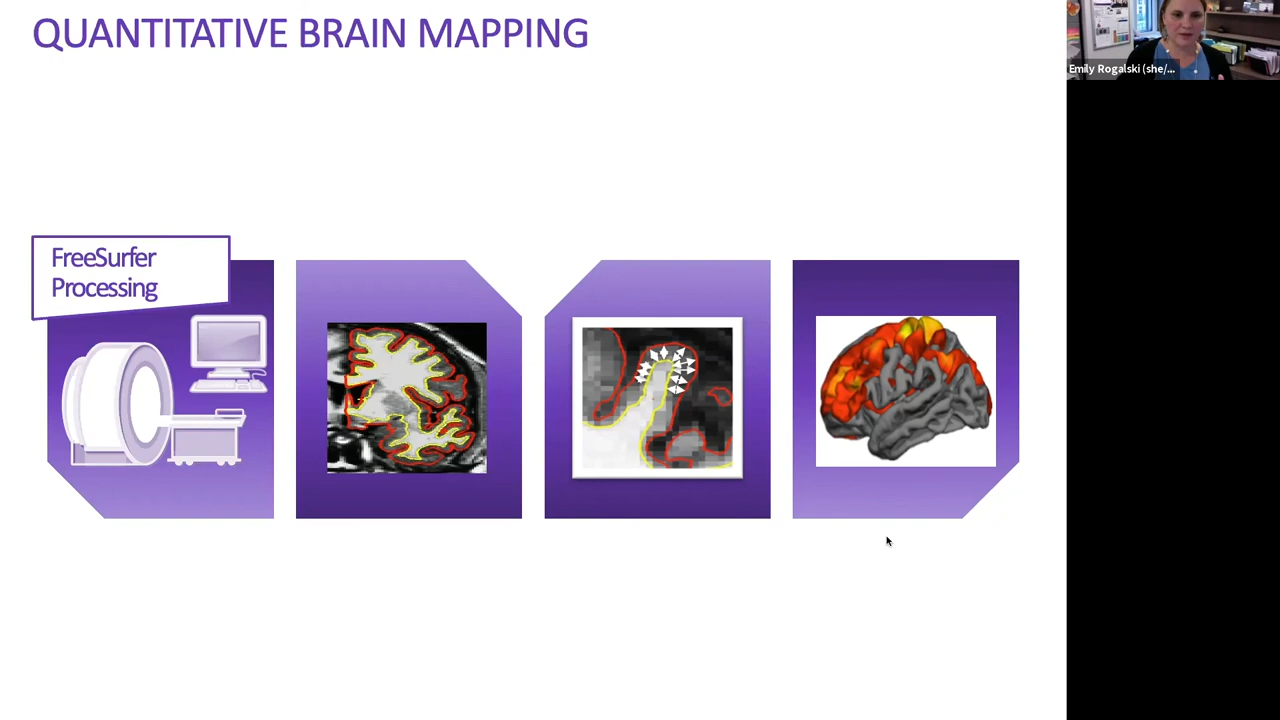 QUANTITATIVE BRAIN MAPPING
Emily Rogalski (she/...
FreeSurfer
Processing